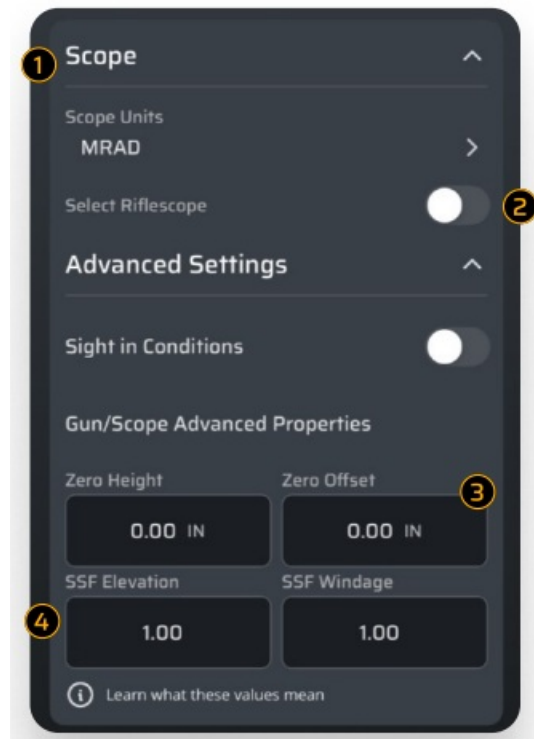 1 Scope
Scope Units
MRAD
Select Riflescope 2
Advanced Settings
Sight in Conditions
Gun/Scope Advanced Properties
Zero Height Zero Offset 3
0.00 IN 0.00 IN
SSF Elevation SSF Windage
4 1.00 1.00
i Learn what these values mean